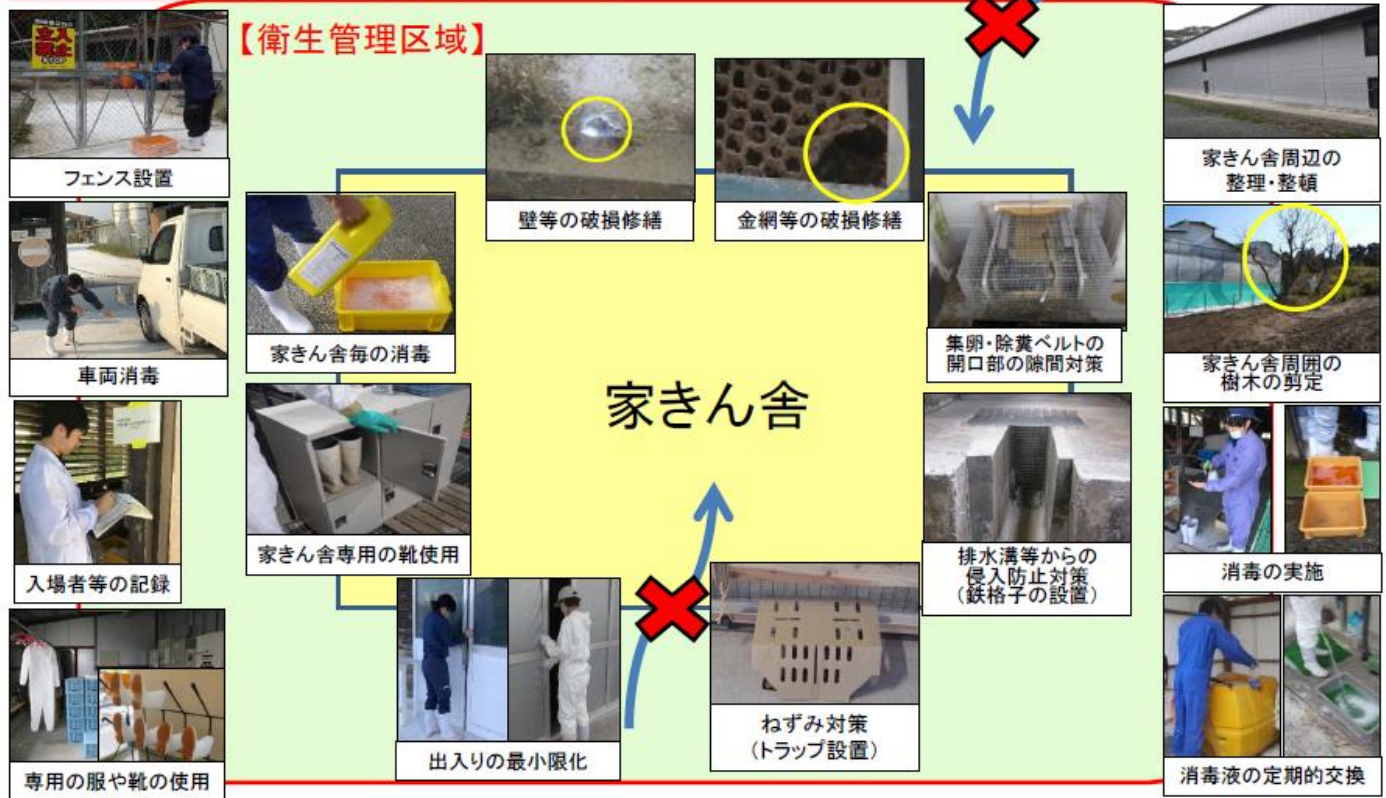 【衛生管理区域】
立入
禁止
フェンス設置
車両消毒
入場者等の記録
専用の服や靴の使用
家きん舎毎の消毒
家きん舎専用の靴使用
出入りの最小限化
壁等の破損修繕
金網等の破損修繕
家きん舎
ねずみ対策
(トラップ設置)
集卵・除糞ベルトの
開口部の隙間対策
排水溝等からの
侵入防止対策
(鉄格子の設置)
家きん舎周辺の
整理・整頓
家きん舎周囲の
樹木の剪定
消毒の実施
消毒液の定期的交換